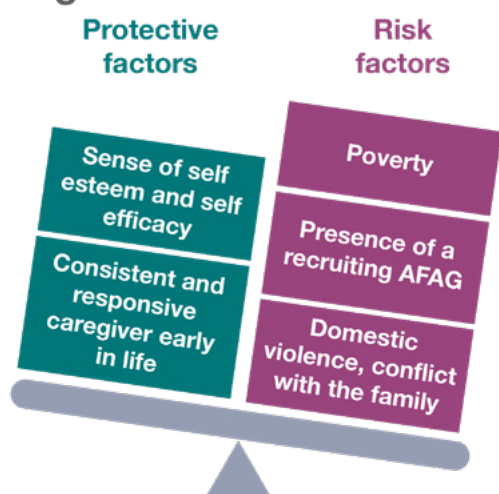 Protective
factors
Risk
factors
Sense of self
esteem and self
efficacy
Consistent and
responsive
caregiver early
in life
Poverty
Presence of a
recruiting AFAG
Domestic
violence, conflict
with the family